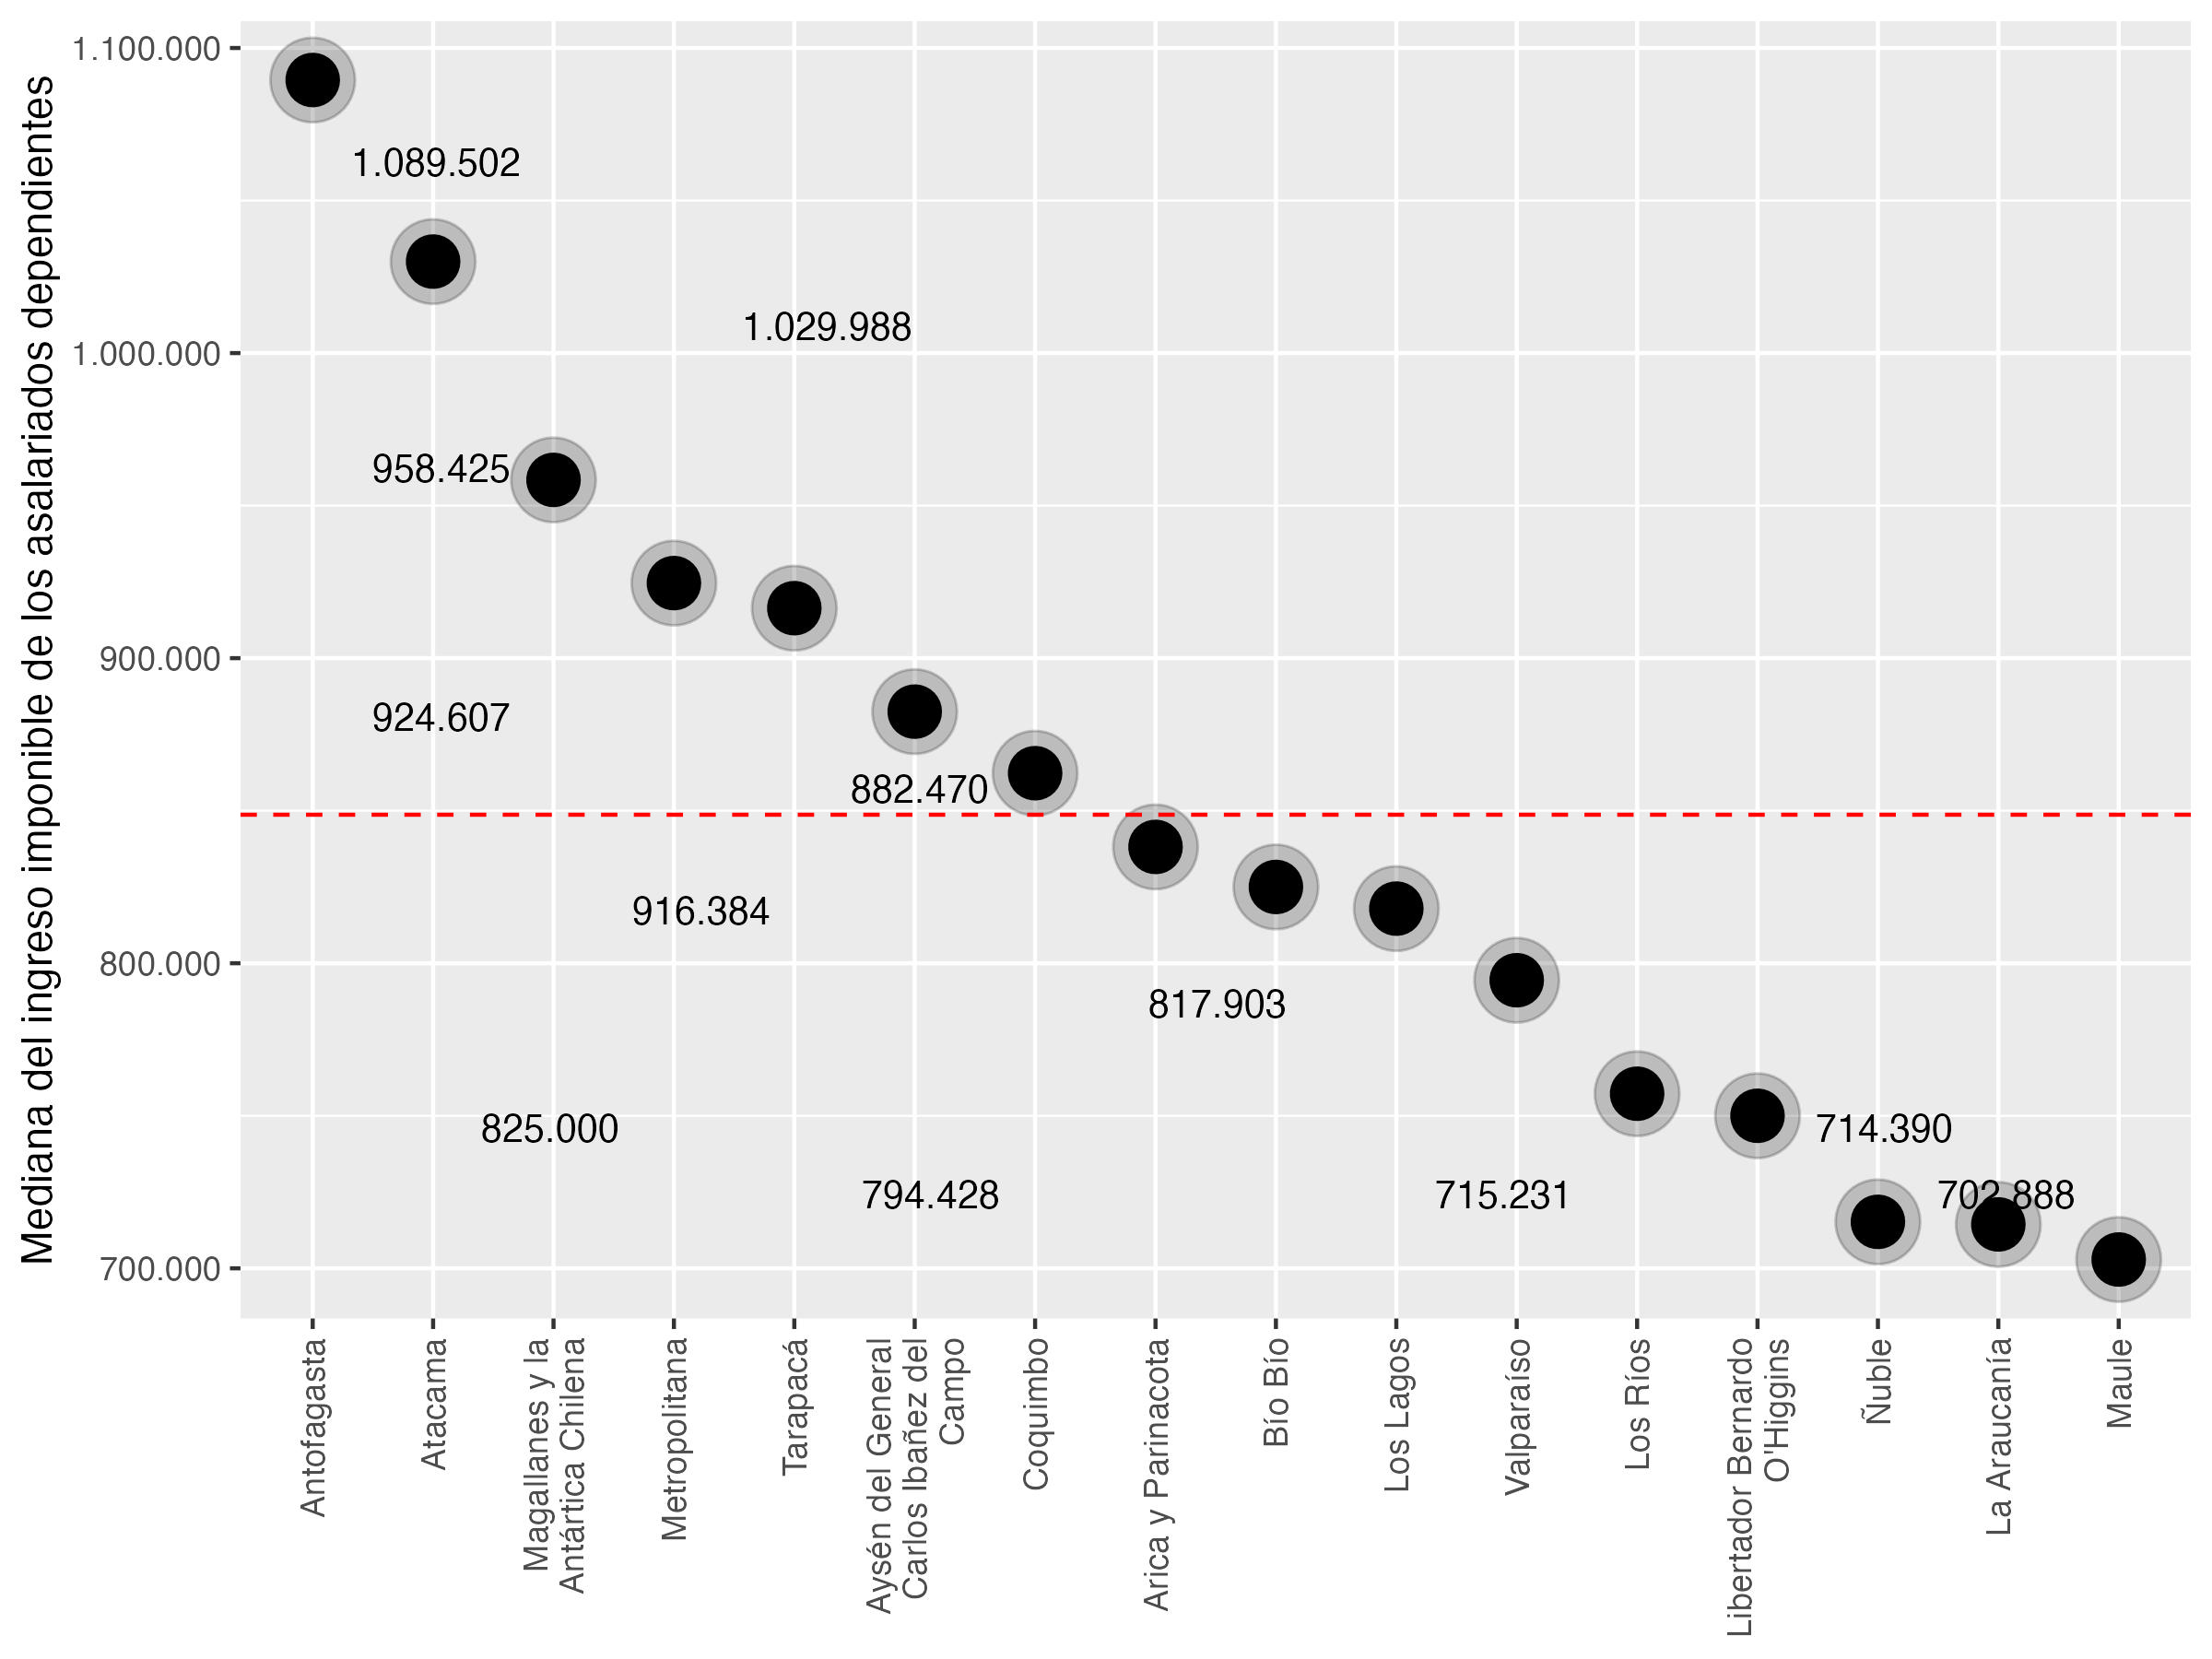 Mediana del ingreso imponible de los asalariados dependientes
1.100.000
1.000.000
900.000
800.000
700.000
1.089.502
1.029.988
958.425
924.607
882.470
916.384
817.903
825.000
714.390
794.428
715.231
702.888
Antofagasta
Atacama
Magallanes y la
Antártica Chilena
Metropolitana
Tarapacá
Aysén del General
Carlos Ibañez del
Campo
Coquimbo
Arica y Parinacota
Bío Bío
Los Lagos
Valparaíso
Los Ríos
Libertador Bernardo
O'Higgins
Ñuble
La Araucanía
Maule